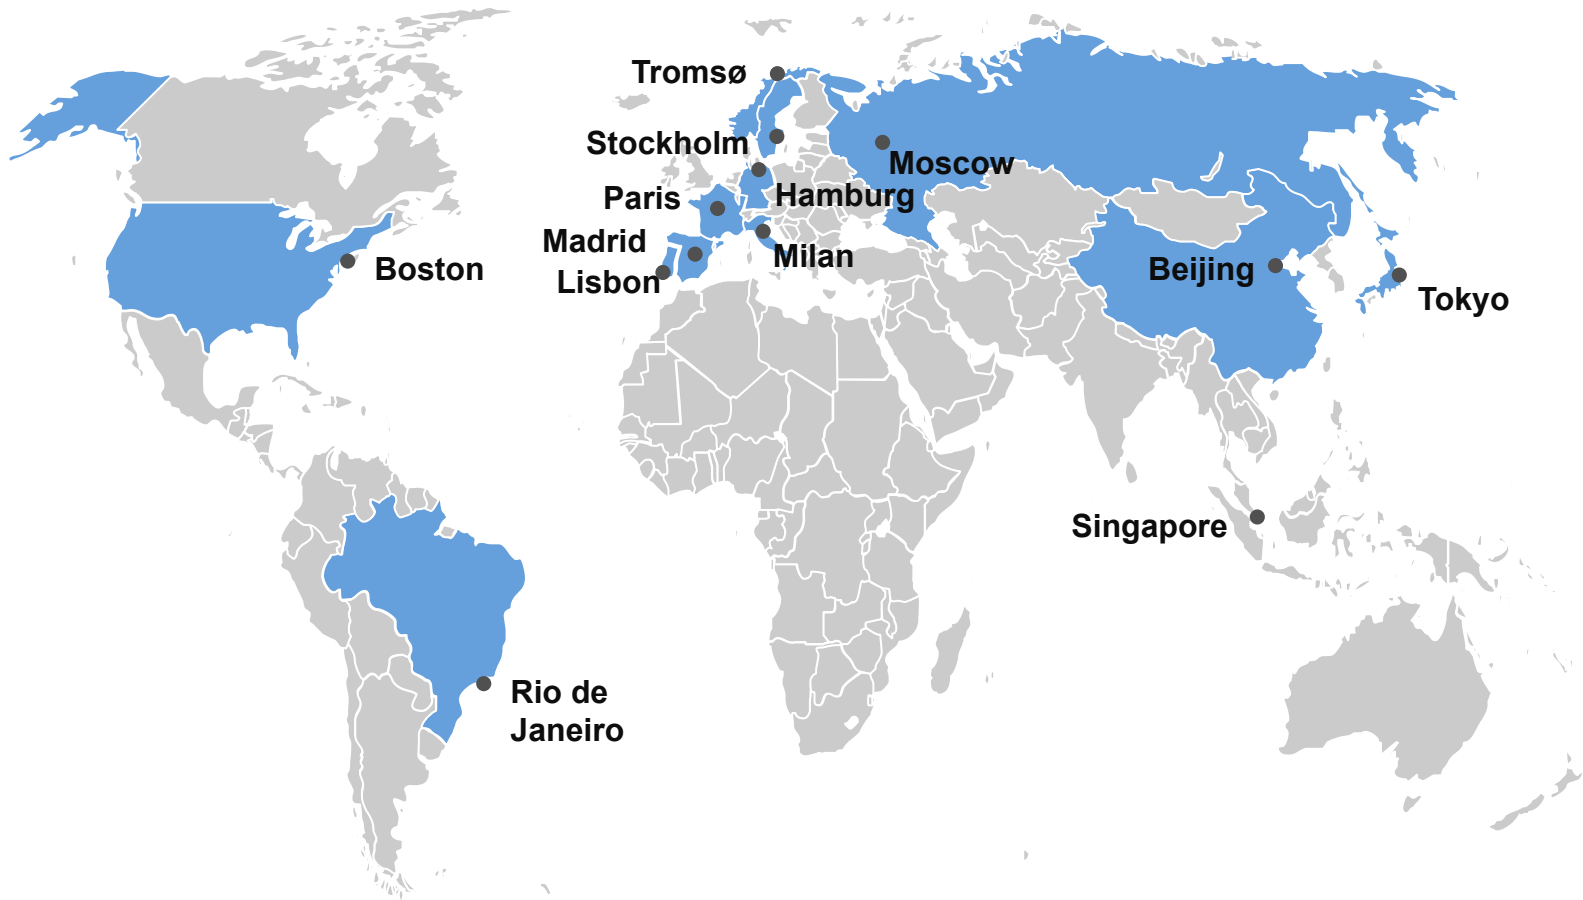 Tromsø
Stockholm
Moscow
Hamburg
Paris
Madrid
Milan
Lisbon
Boston
Beijing
Tokyo
Singapore
Rio de
Janeiro